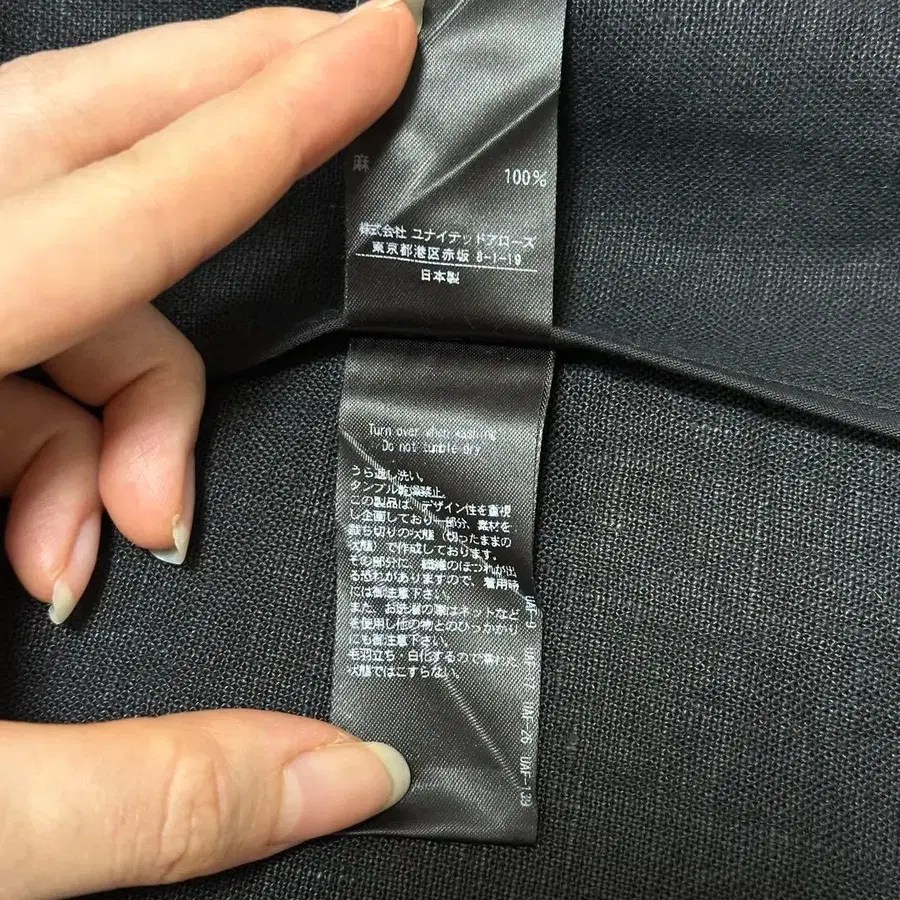 麻
100%
株式会社 ユナイテッドアローズ
東京都港区赤坂 8-1-19
日本製
Turn over when washing
Do not tumble dry
うら返し洗い。
タンブル乾燥禁止。
この製品は、デザイン性を重視
し企画しており、部分、素材を
裁ち切りの状態（切ったままの
状態）で作成しております。
その部分に、繊維のほつれが出
る恐れがありますので、着用時
には御注意下さい。
また、お洗濯の際はネットなど
を使用し他の物とのひっかかり
にも御注意下さい。
毛羽立ち・白化するので濡れた
状態ではこすらない。
UAF-9 17 UAF-26 UAF-139